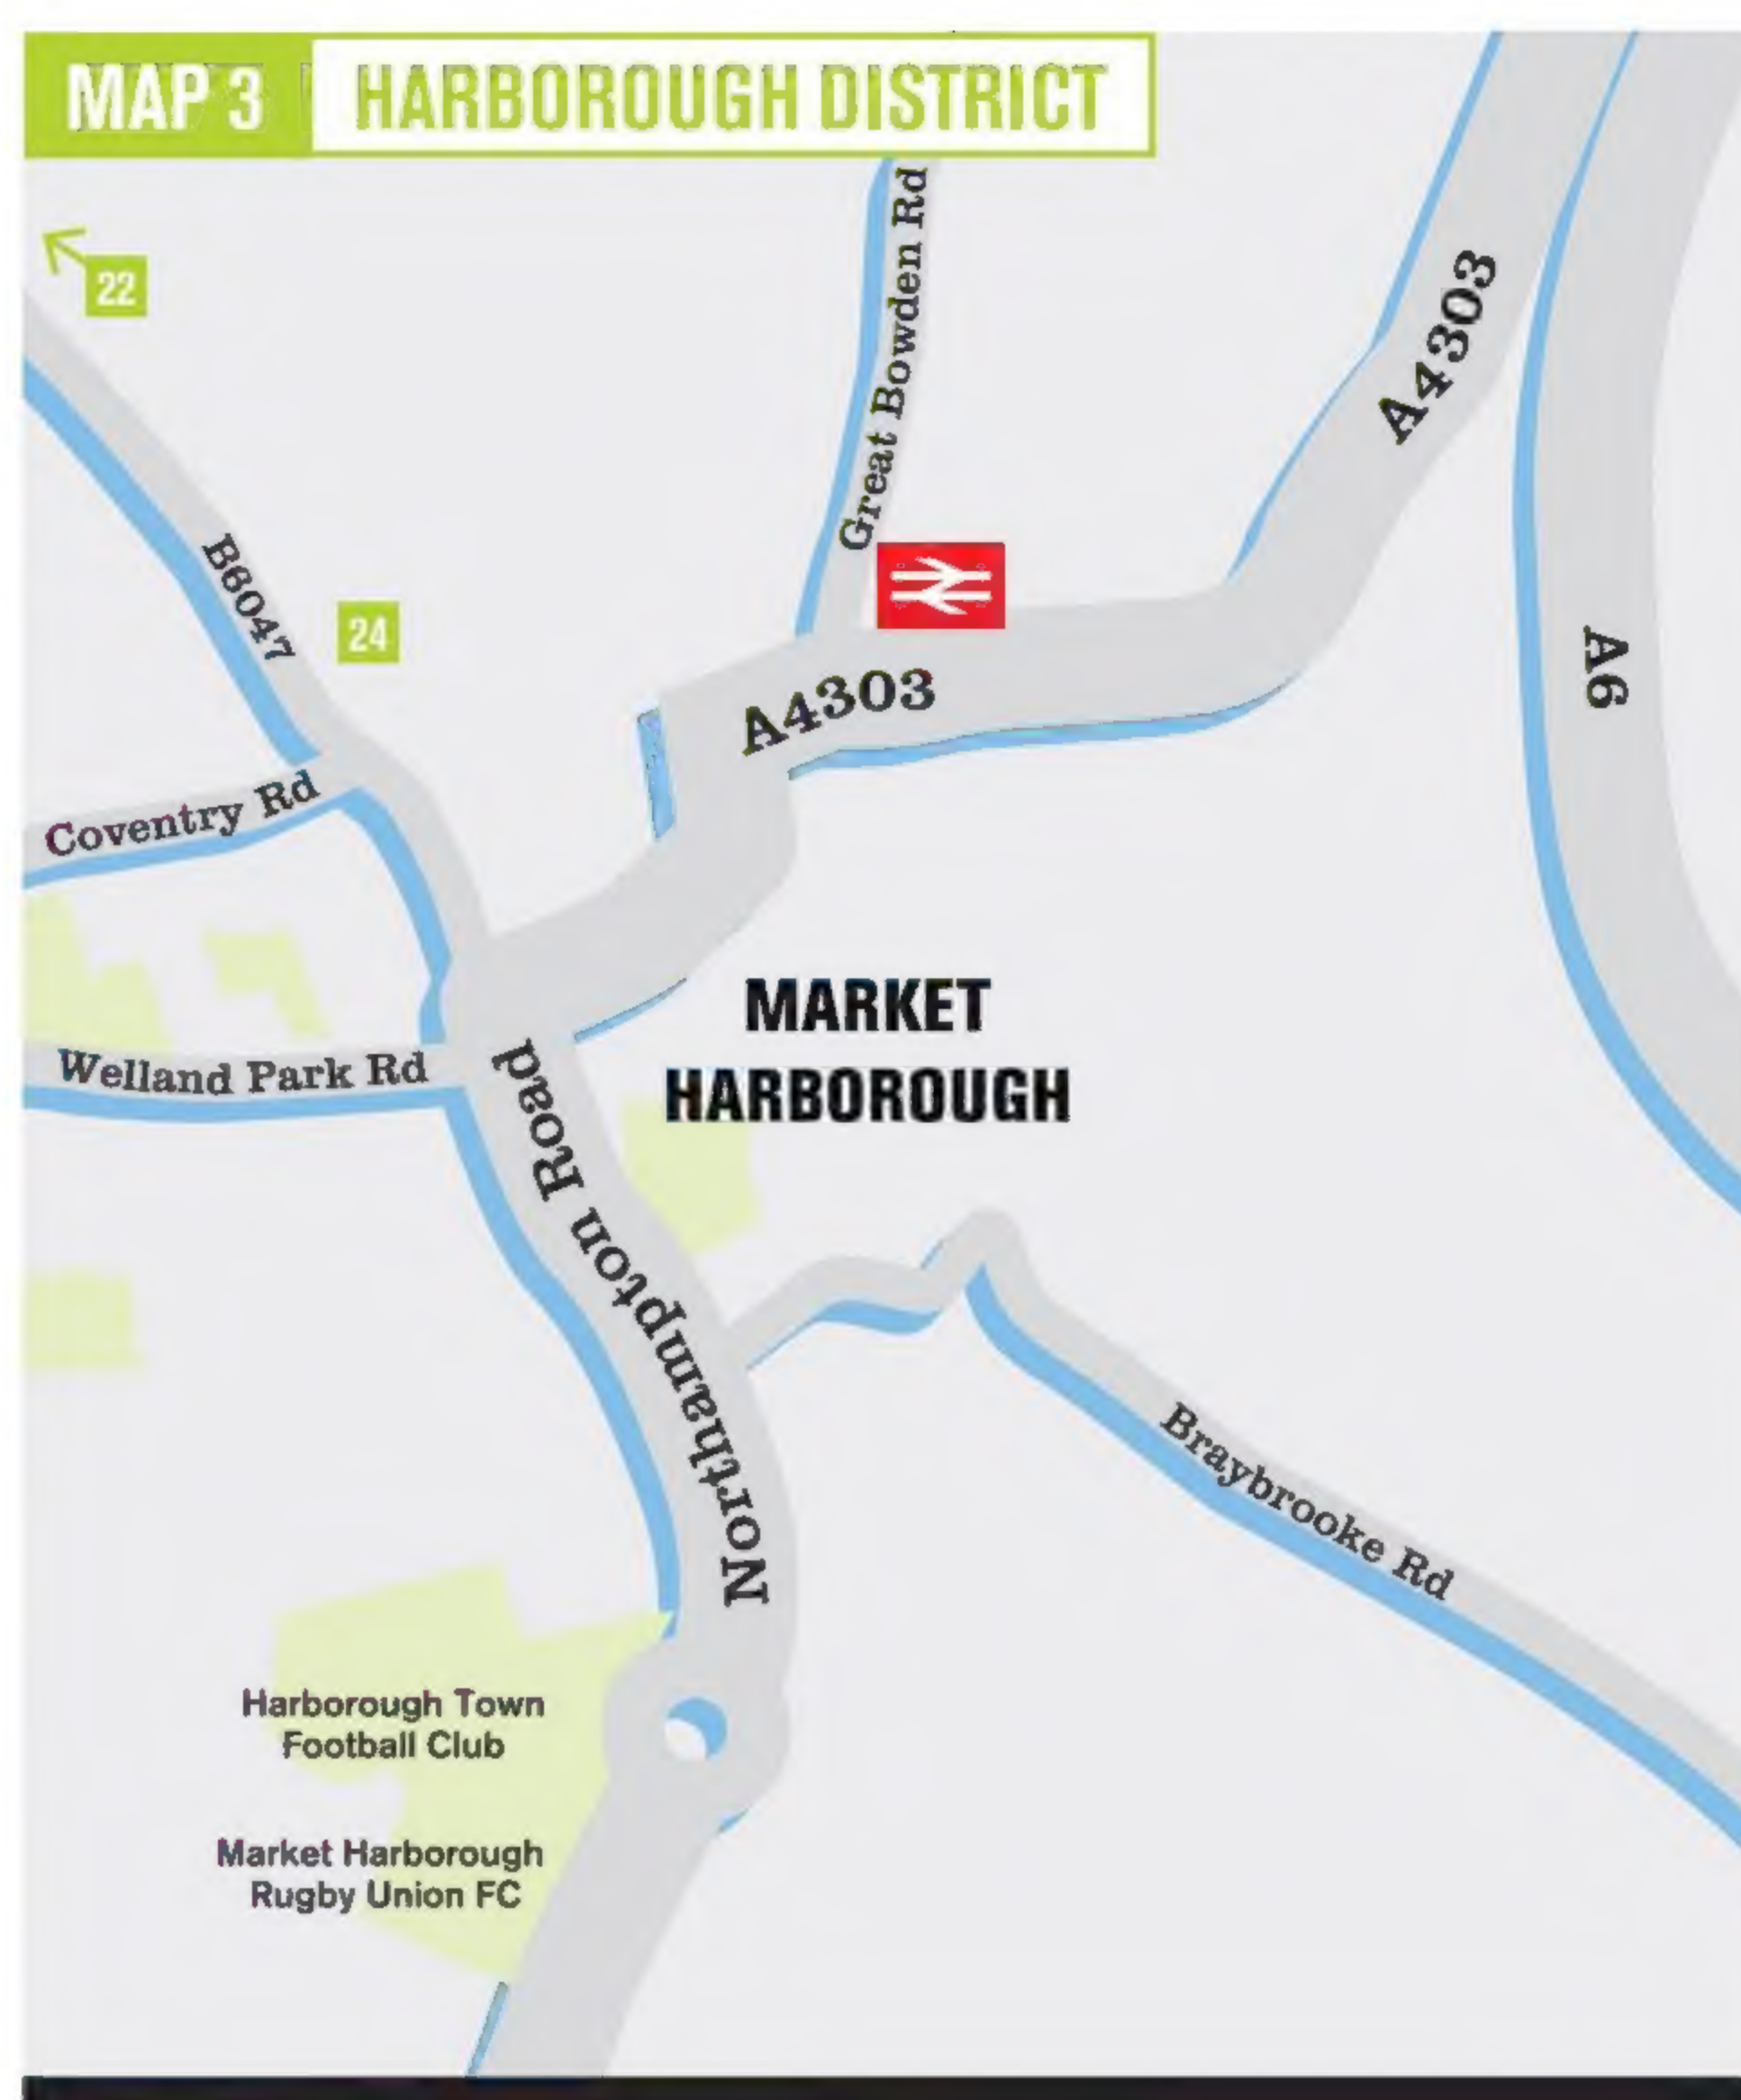 MAP 3
HARBOROUGH DISTRICT
22
Great Bowden Rd
A4303
B6047
24
A4303
A6
Coventry Rd
MARKET
HARBOROUGH
Welland Park Rd
Northampton Road
Braybrooke Rd
Harborough Town
Football Club
Market Harborough
Rugby Union FC